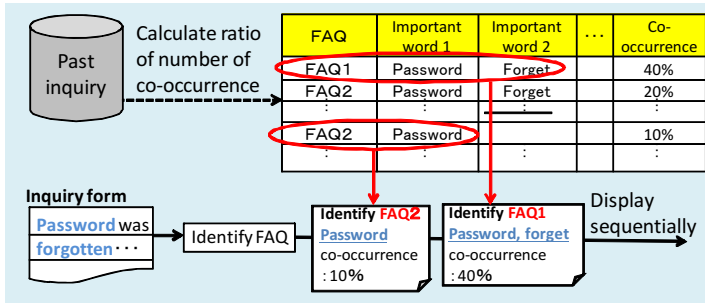 Past
inquiry
Calculate ratio
of number of
co-occurrence
FAQ Important word 1 Important word 2 ... Co-occurrence
FAQ1 Password Forget 40%
FAQ2 Password Forget 20%
: : : :
FAQ2 Password 10%
: : : :
Inquiry form
Password was
forgotten···
Identify FAQ
Identify FAQ2
Password
co-occurrence
:10%
Identify FAQ1
Password, forget
co-occurrence
:40%
Display
sequentially